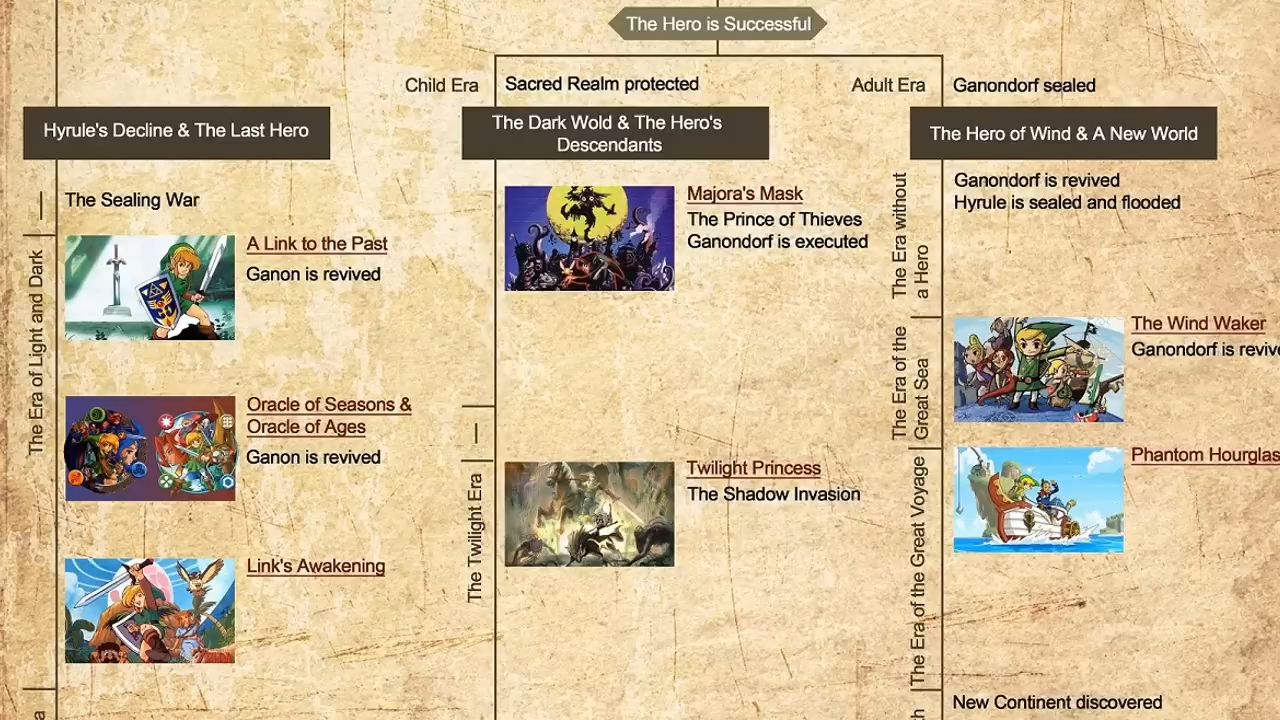 The Hero is Successful
Child Era
Sacred Realm protected
Adult Era
Ganondorf sealed
Hyrule's Decline & The Last Hero
The Dark Wold & The Hero's
Descendants
The Hero of Wind & A New World
The Sealing War
The Era of Light and Dark
A Link to the Past
Ganon is revived
Oracle of Seasons &
Oracle of Ages
Ganon is revived
Link's Awakening
Majora's Mask
The Prince of Thieves
Ganondorf is executed
The Twilight Era
Twilight Princess
The Shadow Invasion
The Era without
a Hero
Ganondorf is revived
Hyrule is sealed and flooded
The Era of the
Great Sea
The Wind Waker
Ganondorf is revive
The Era of the Great Voyage
Phantom Hourglas
New Continent discovered